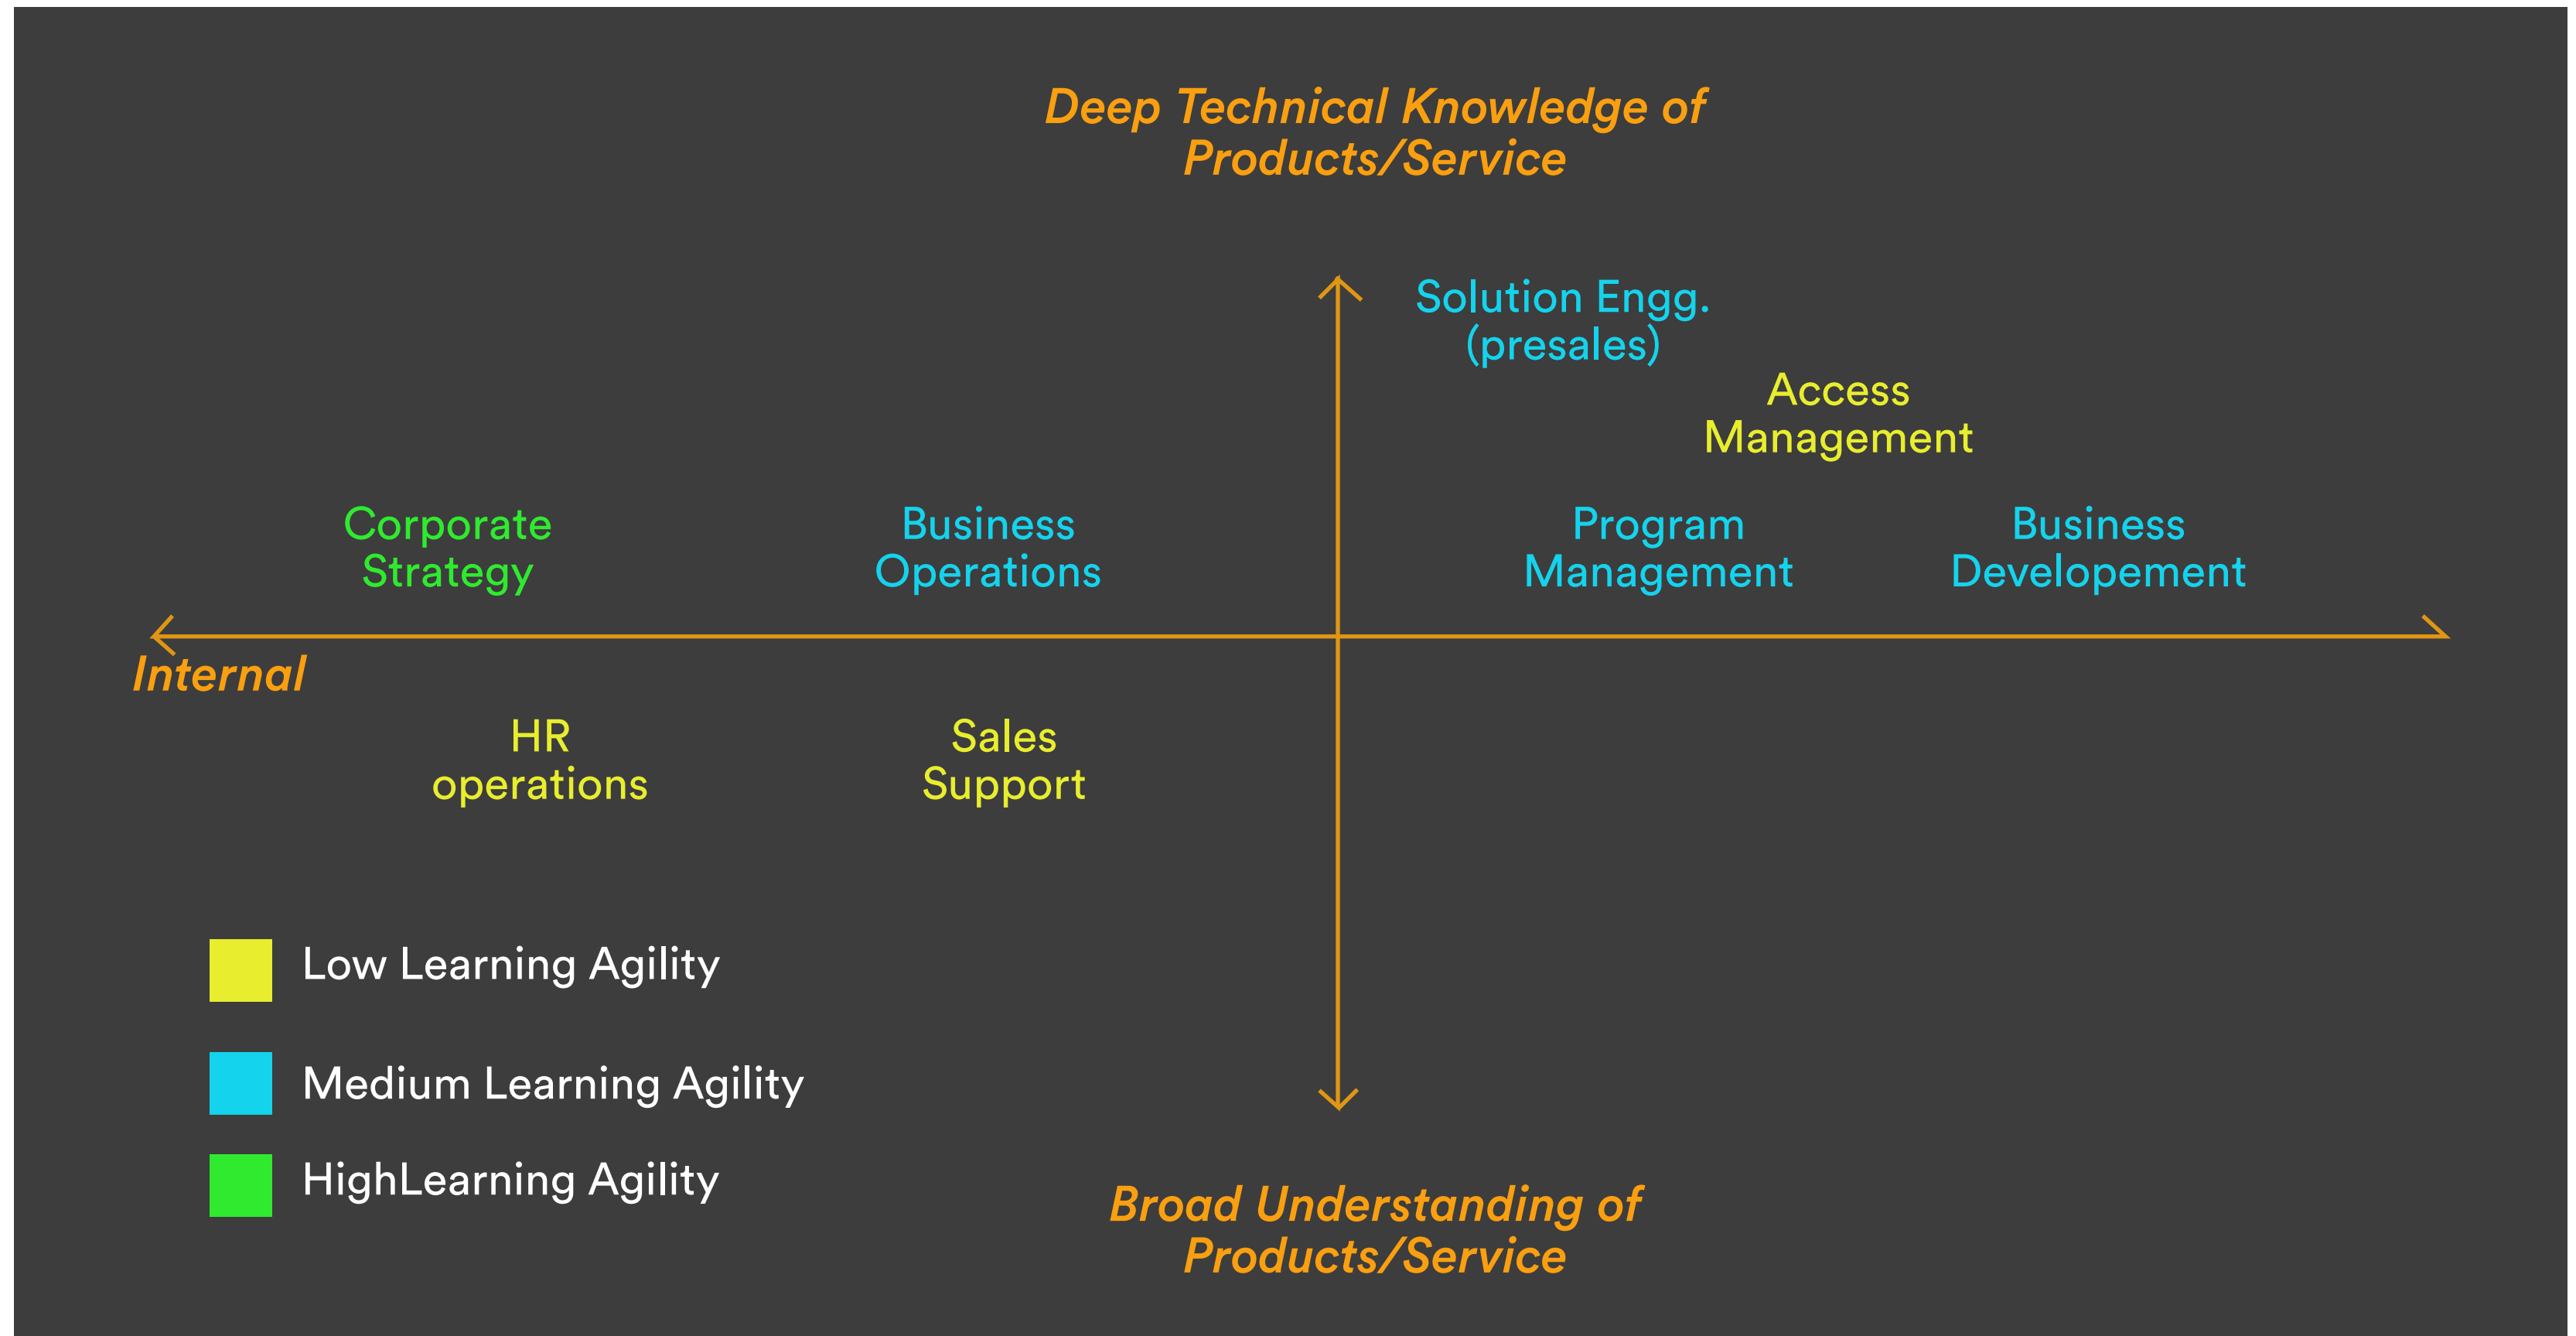 Deep Technical Knowledge of
Products/Service
Solution Engg.
(presales)
Access
Management
Corporate
Strategy
Business
Operations
Program
Management
Business
Developement
Internal
HR
operations
Sales
Support
Low Learning Agility
Medium Learning Agility
HighLearning Agility
Broad Understanding of
Products/Service